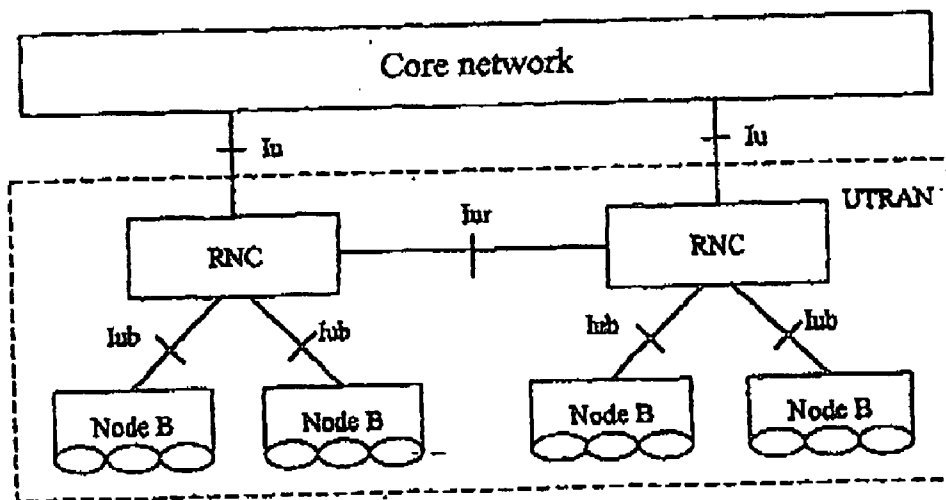 Core network
Iu
Iu
UTRAN
RNC
Iur
RNC
Iub
Iub
Iub
Iub
Node B
Node B
Node B
Node B